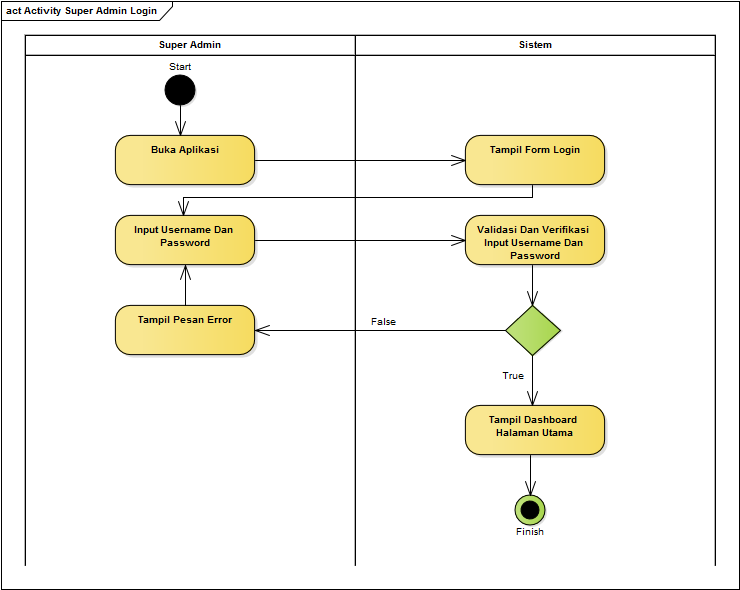 act Activity Super Admin Login
Super Admin
Sistem
Start
Buka Aplikasi
Tampil Form Login
Input Username Dan
Password
Validasi Dan Verifikasi
Input Username Dan
Password
Tampil Pesan Error
False
True
Tampil Dashboard
Halaman Utama
Finish